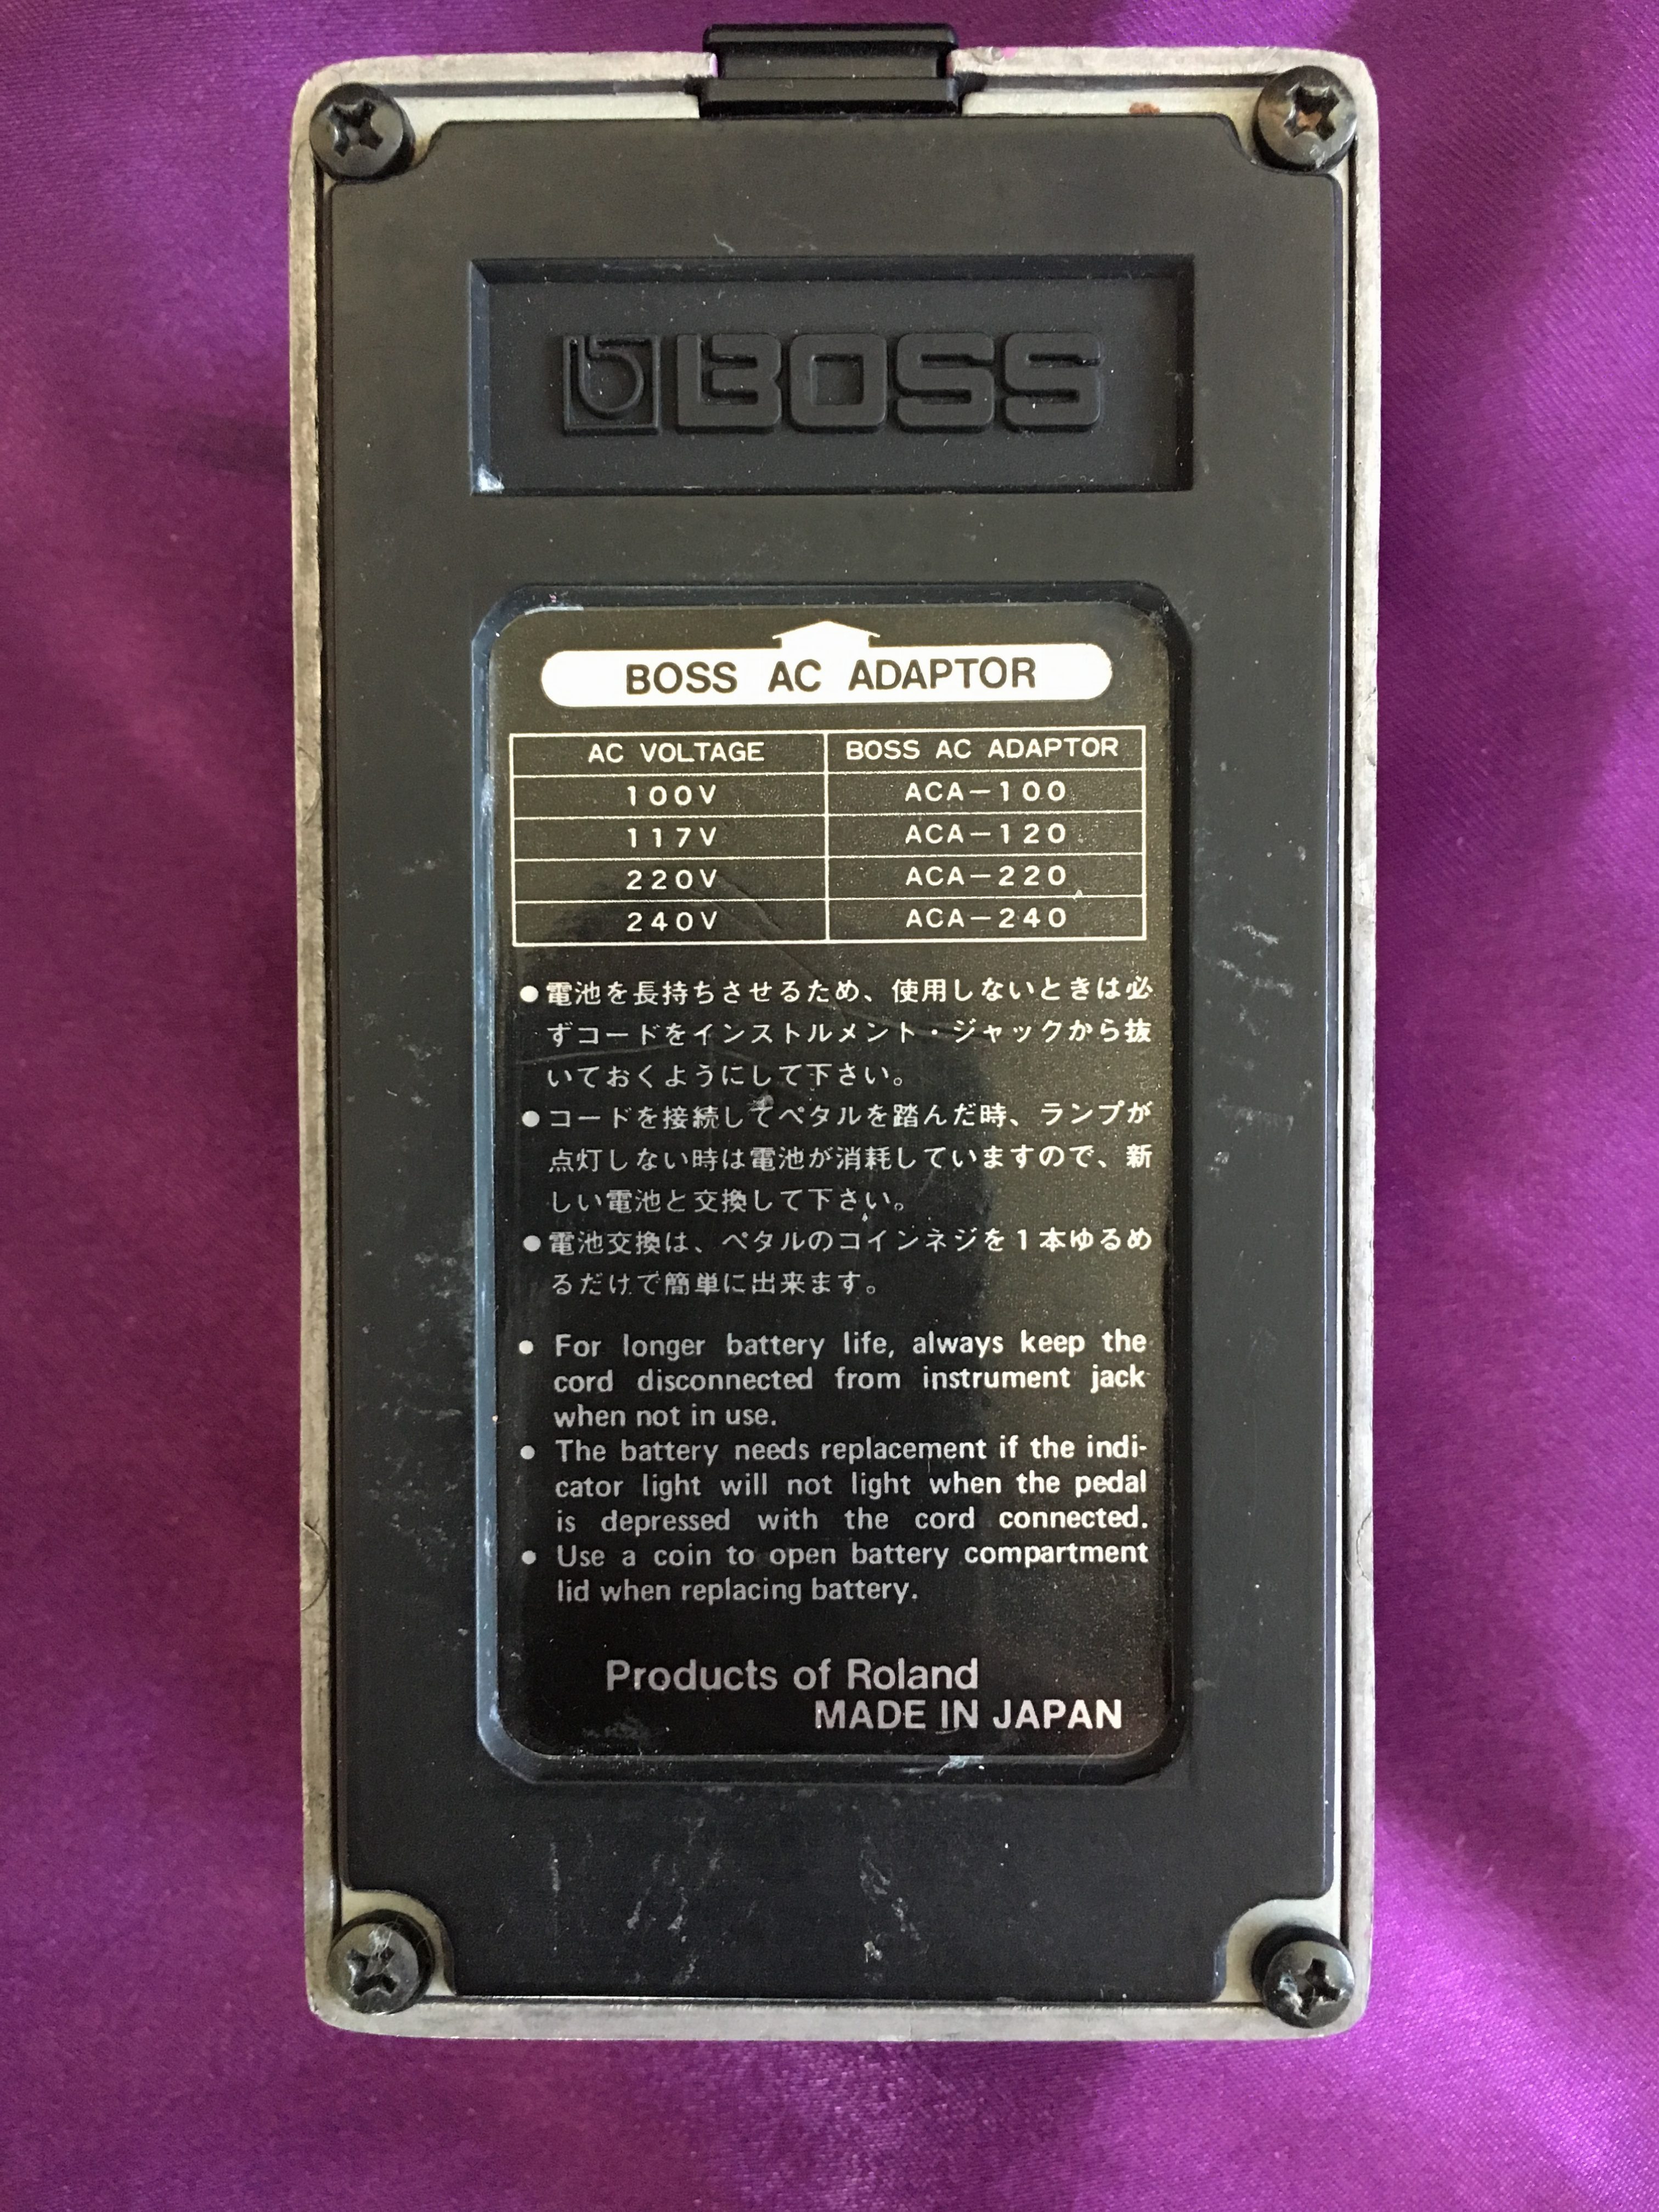 BOSS
BOSS AC ADAPTOR
AC VOLTAGE BOSS AC ADAPTOR
100V ACA-100
117V ACA-120
220V ACA-220
240V ACA-240
●電池を長持ちさせるため、使用しないときは必
ずコードをインストルメント・ジャックから抜
いておくようにして下さい。
●コードを接続してペタルを踏んだ時、ランプが
点灯しない時は電池が消耗していますので、新
しい電池と交換して下さい。
●電池交換は、ペタルのコインネジを1本ゆるめ
るだけで簡単に出来ます。
● For longer battery life, always keep the
cord disconnected from instrument jack
when not in use.
● The battery needs replacement if the indi-
cator light will not light when the pedal
is depressed with the cord connected.
● Use a coin to open battery compartment
lid when replacing battery.
Products of Roland
MADE IN JAPAN